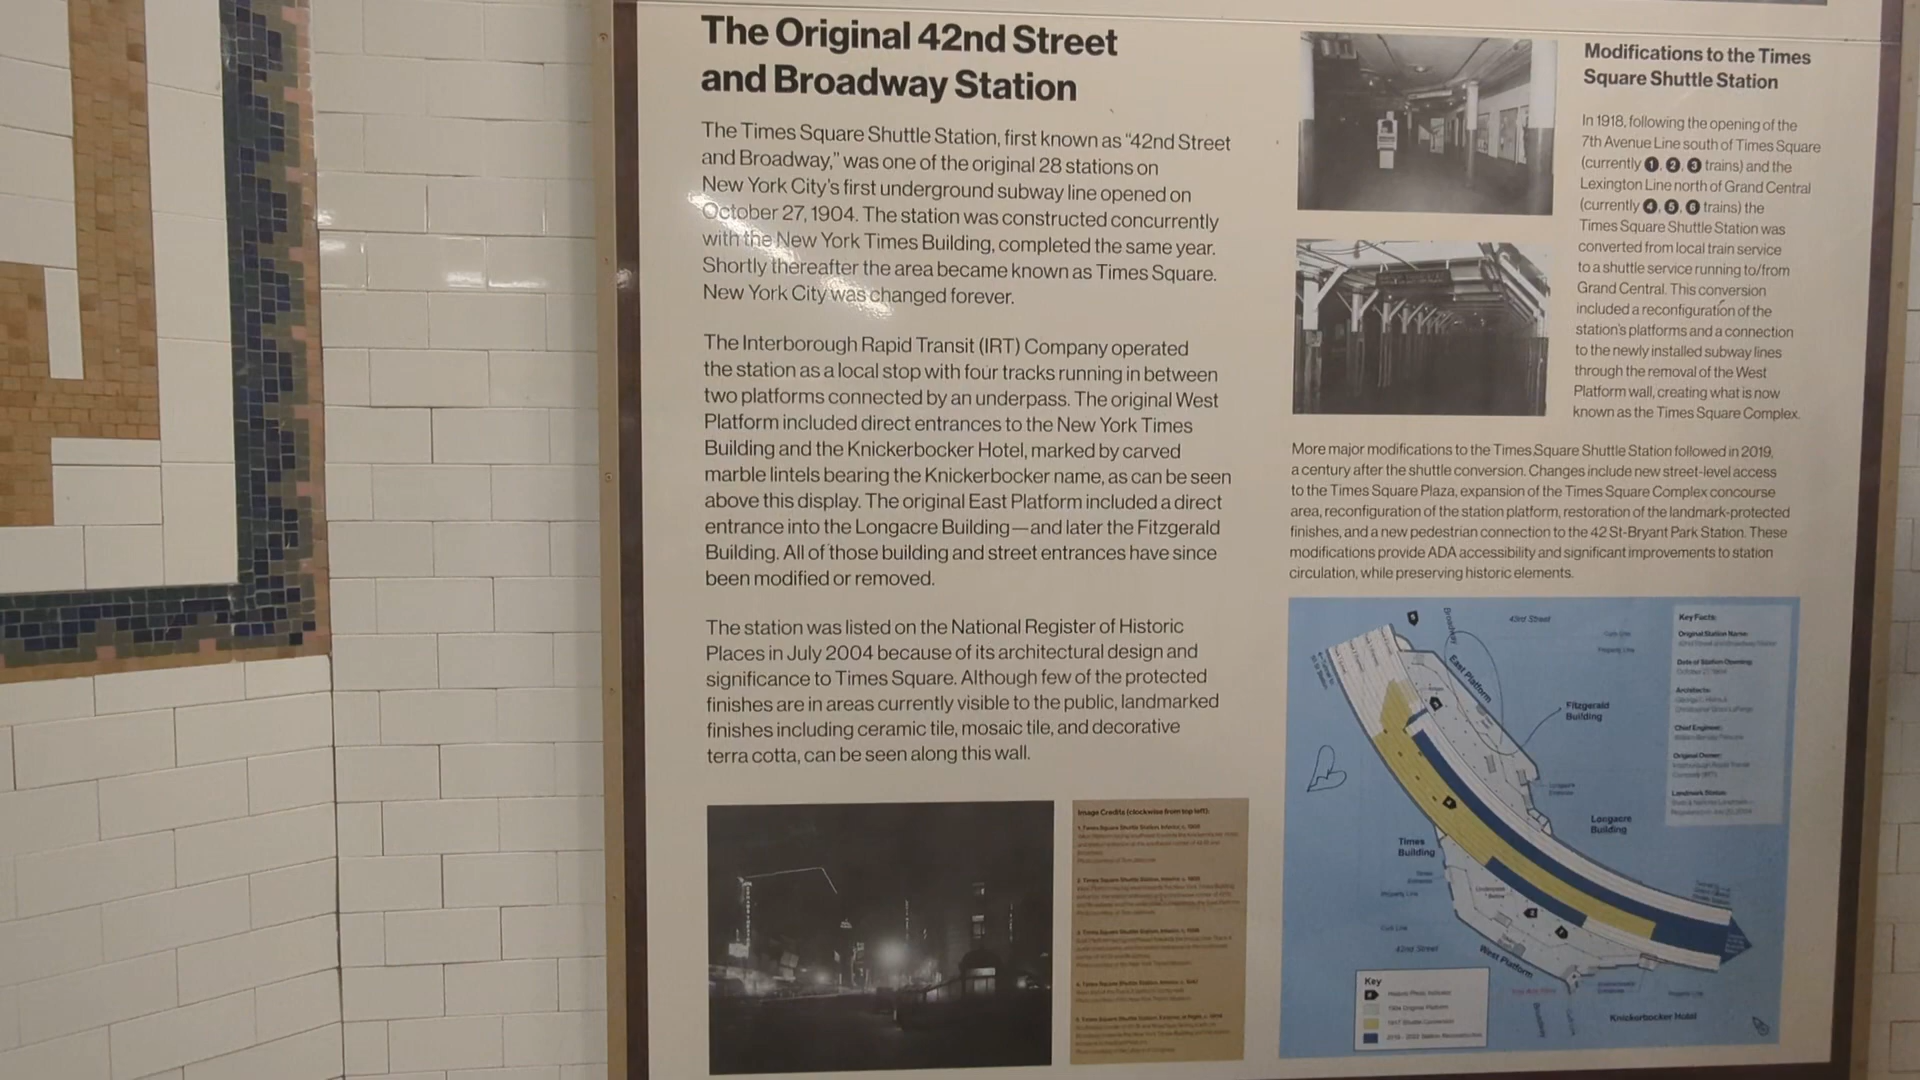 The Original 42nd Street
and Broadway Station
The Times Square Shuttle Station, first known as “42nd Street
and Broadway,” was one of the original 28 stations on
New York City’s first underground subway line opened on
October 27, 1904. The station was constructed concurrently
with the New York Times Building, completed the same year.
Shortly thereafter the area became known as Times Square.
New York City was changed forever.
The Interborough Rapid Transit (IRT) Company operated
the station as a local stop with four tracks running in between
two platforms connected by an underpass. The original West
Platform included direct entrances to the New York Times
Building and the Knickerbocker Hotel, marked by carved
marble lintels bearing the Knickerbocker name, as can be seen
above this display. The original East Platform included a direct
entrance into the Longacre Building—and later the Fitzgerald
Building. All of those building and street entrances have since
been modified or removed.
The station was listed on the National Register of Historic
Places in July 2004 because of its architectural design and
significance to Times Square. Although few of the protected
finishes are in areas currently visible to the public, landmarked
finishes including ceramic tile, mosaic tile, and decorative
terra cotta, can be seen along this wall.
Image Credits (clockwise from top left):
Modifications to the Times
Square Shuttle Station
In 1918, following the opening of the
7th Avenue Line south of Times Square
(currently 1, 2, 3 trains) and the
Lexington Line north of Grand Central
(currently 4, 5, 6 trains) the
Times Square Shuttle Station was
converted from local train service
to a shuttle service running to/from
Grand Central. This conversion
included a reconfiguration of the
station’s platforms and a connection
to the newly installed subway lines
through the removal of the West
Platform wall, creating what is now
known as the Times Square Complex.
More major modifications to the Times Square Shuttle Station followed in 2019,
a century after the shuttle conversion. Changes include new street-level access
to the Times Square Plaza, expansion of the Times Square Complex concourse
area, reconfiguration of the station platform, restoration of the landmark-protected
finishes, and a new pedestrian connection to the 42 St-Bryant Park Station. These
modifications provide ADA accessibility and significant improvements to station
circulation, while preserving historic elements.
Broadway
43rd Street
East Platform
Fitzgerald
Building
Longacre
Building
Times
Building
42nd Street
West Platform
Knickerbocker Hotel
Broadway
Key Facts:
Original Station Name:
Date of Station Opening:
Architects:
Chief Engineer:
Original Owner:
Landmark Status:
Key